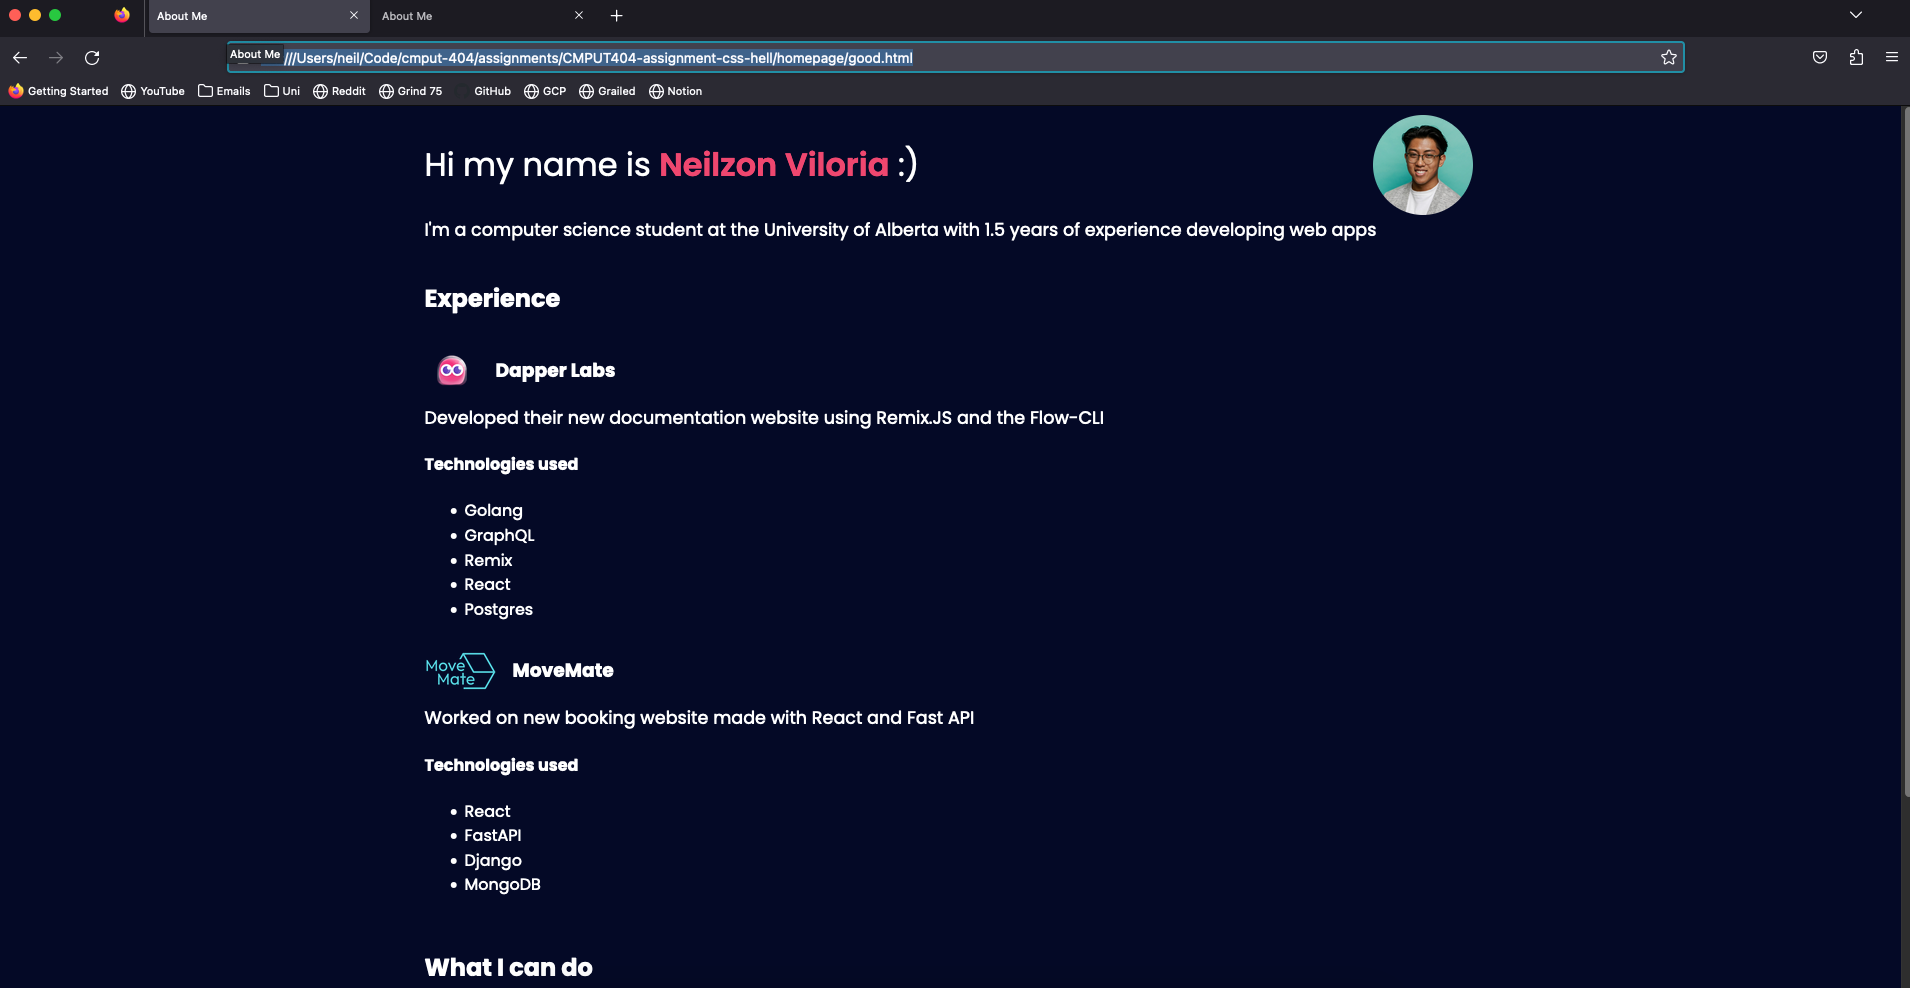 About Me
About Me
About Me
///Users/neil/Code/cmput-404/assignments/CMPUT404-assignment-css-hell/homepage/good.html
Getting Started YouTube Emails Uni Reddit Grind 75 GitHub GCP Grailed Notion
Hi my name is Neilzon Viloria :)
I'm a computer science student at the University of Alberta with 1.5 years of experience developing web apps
Experience
Dapper Labs
Developed their new documentation website using Remix.JS and the Flow-CLI
Technologies used
• Golang
• GraphQL
• Remix
• React
• Postgres
Move
Mate
MoveMate
Worked on new booking website made with React and Fast API
Technologies used
• React
• FastAPI
• Django
• MongoDB
What I can do